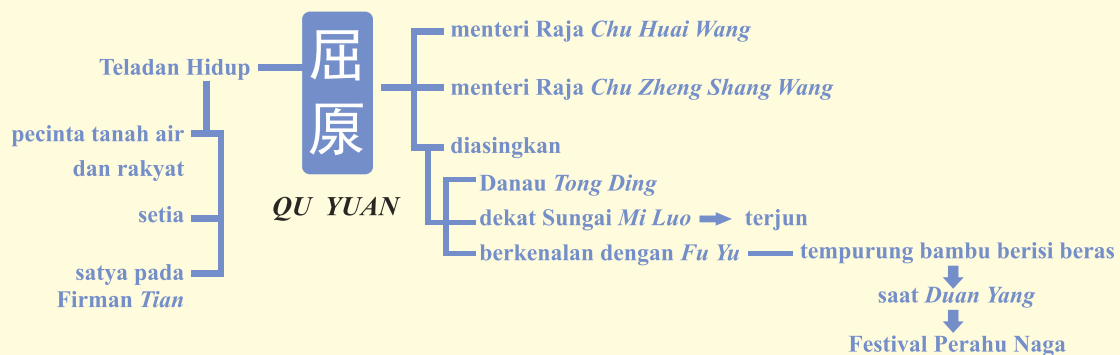 屈
原
QU YUAN
Teladan Hidup
pecinta tanah air
dan rakyat
setia
satya pada
Firman Tian
menteri Raja Chu Huai Wang
menteri Raja Chu Zheng Shang Wang
diasingkan
Danau Tong Ding
dekat Sungai Mi Luo
terjun
berkenalan dengan Fu Yu
tempurung bambu berisi beras
saat Duan Yang
Festival Perahu Naga